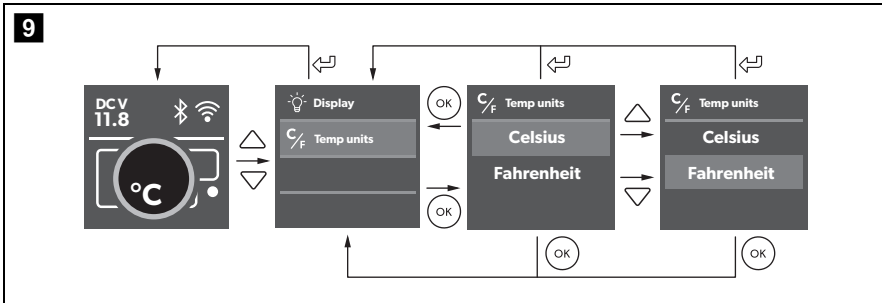 9
DC V
11.8
°C
Display
C/F Temp units
OK
OK
C/F Temp units
Celsius
Fahrenheit
OK
C/F Temp units
Celsius
Fahrenheit
OK